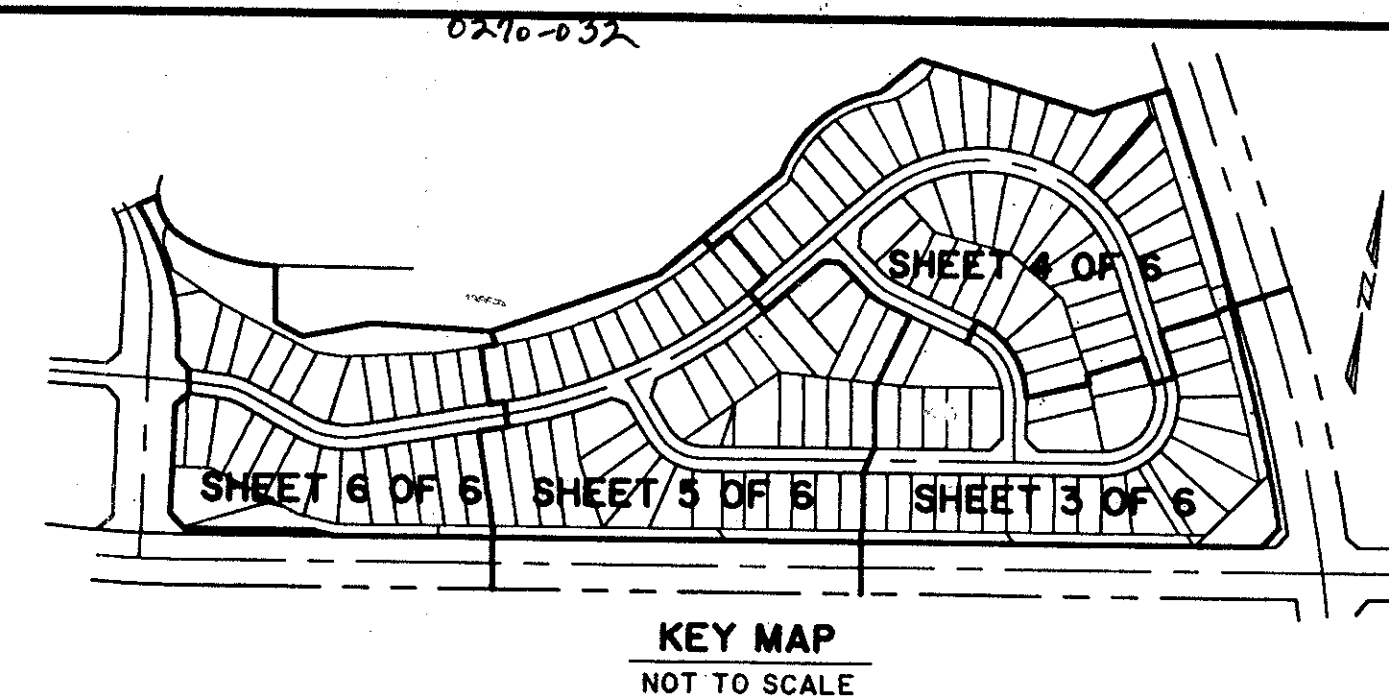 0270-032
SHEET 4 OF 6
SHEET 6 OF 6
SHEET 5 OF 6
SHEET 3 OF 6
KEY MAP
NOT TO SCALE